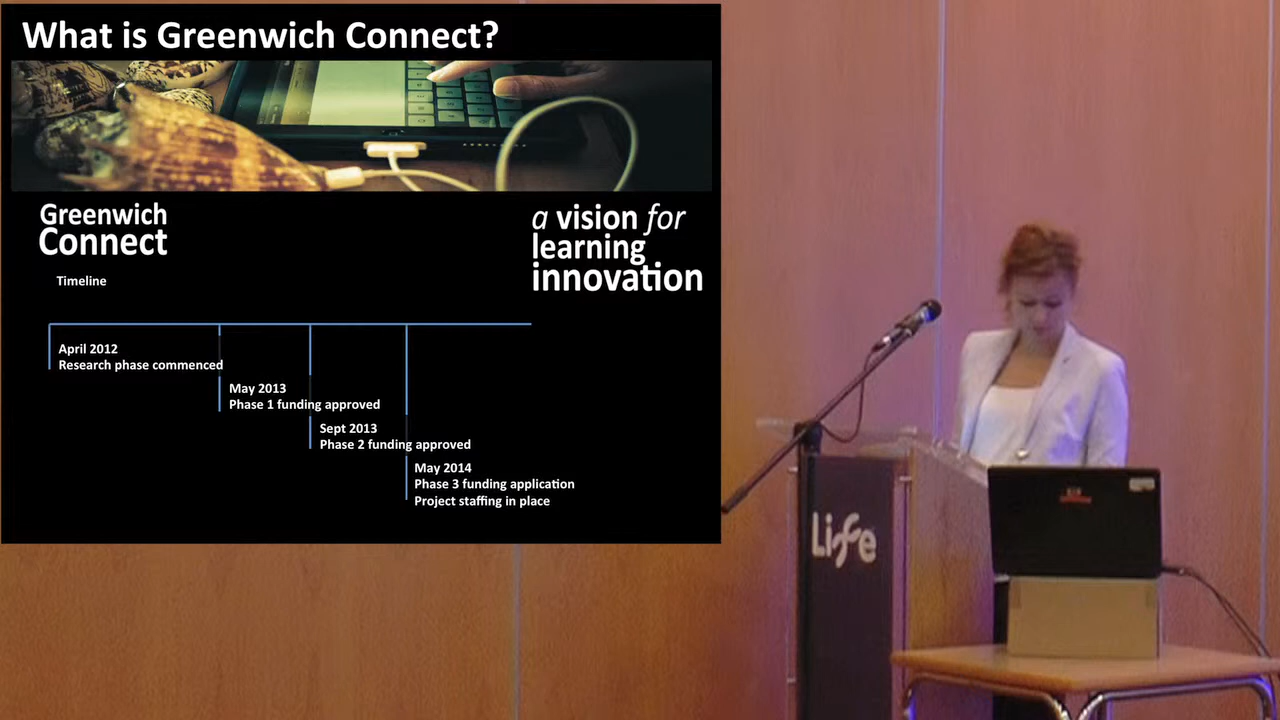 What is Greenwich Connect?
Greenwich
Connect
a vision for
learning
innovation
Timeline
April 2012
Research phase commenced
May 2013
Phase 1 funding approved
Sept 2013
Phase 2 funding approved
May 2014
Phase 3 funding application
Project staffing in place
Life